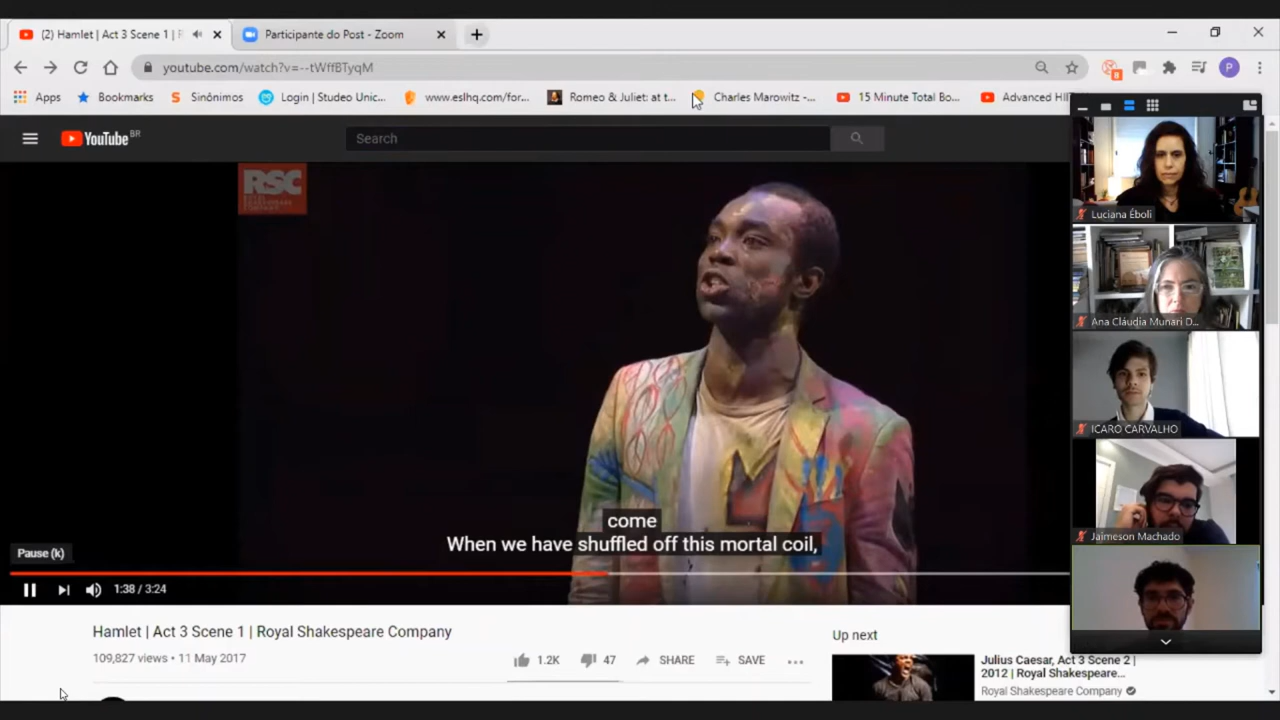 (2) Hamlet | Act 3 Scene 1 | F
Participante do Post - Zoom
youtube.com/watch?v=--tWffBTyqM
P
Apps
Bookmarks
S Sinônimos
Login | Studeo Unic...
www.eslhq.com/for...
Romeo & Juliet: at t...
Charles Marowitz -...
15 Minute Total Bo...
Advanced HI
YouTube BR
Search
RSC
come
When we have shuffled off this mortal coil,
Pause (k)
1:38 / 3:24
Hamlet | Act 3 Scene 1 | Royal Shakespeare Company
109,827 views • 11 May 2017
1.2K
47
SHARE
SAVE
Up next
Julius Caesar, Act 3 Scene 2 |
2012 | Royal Shakespeare...
Royal Shakespeare Company
Luciana Éboli
Ana Cláudia Munari D...
ICARO CARVALHO
Jaimeson Machado